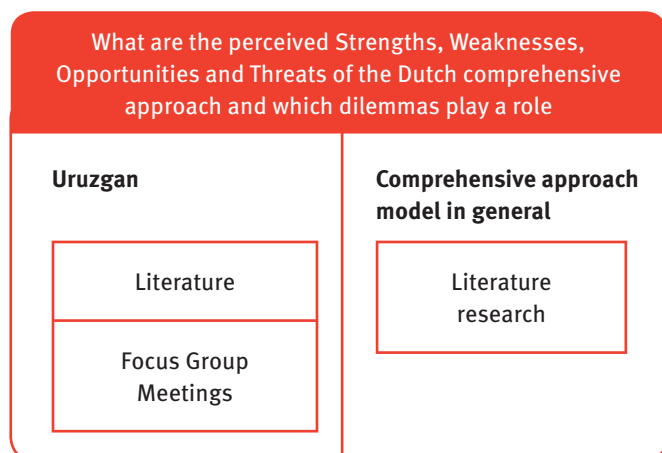 What are the perceived Strengths, Weaknesses,
Opportunities and Threats of the Dutch comprehensive
approach and which dilemmas play a role
Uruzgan
Literature
Focus Group
Meetings
Comprehensive approach
model in general
Literature
research